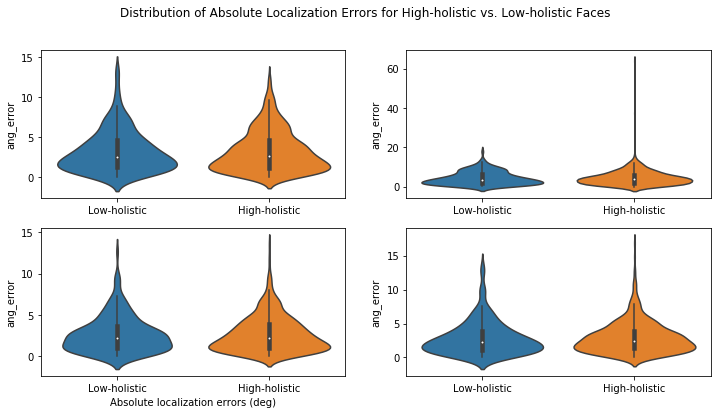 Distribution of Absolute Localization Errors for High-holistic vs. Low-holistic Faces
ang_error
15
10
5
0
Low-holistic High-holistic
ang_error
60
40
20
0
Low-holistic High-holistic
ang_error
15
10
5
0
Low-holistic High-holistic
Absolute localization errors (deg)
ang_error
15
10
5
0
Low-holistic High-holistic